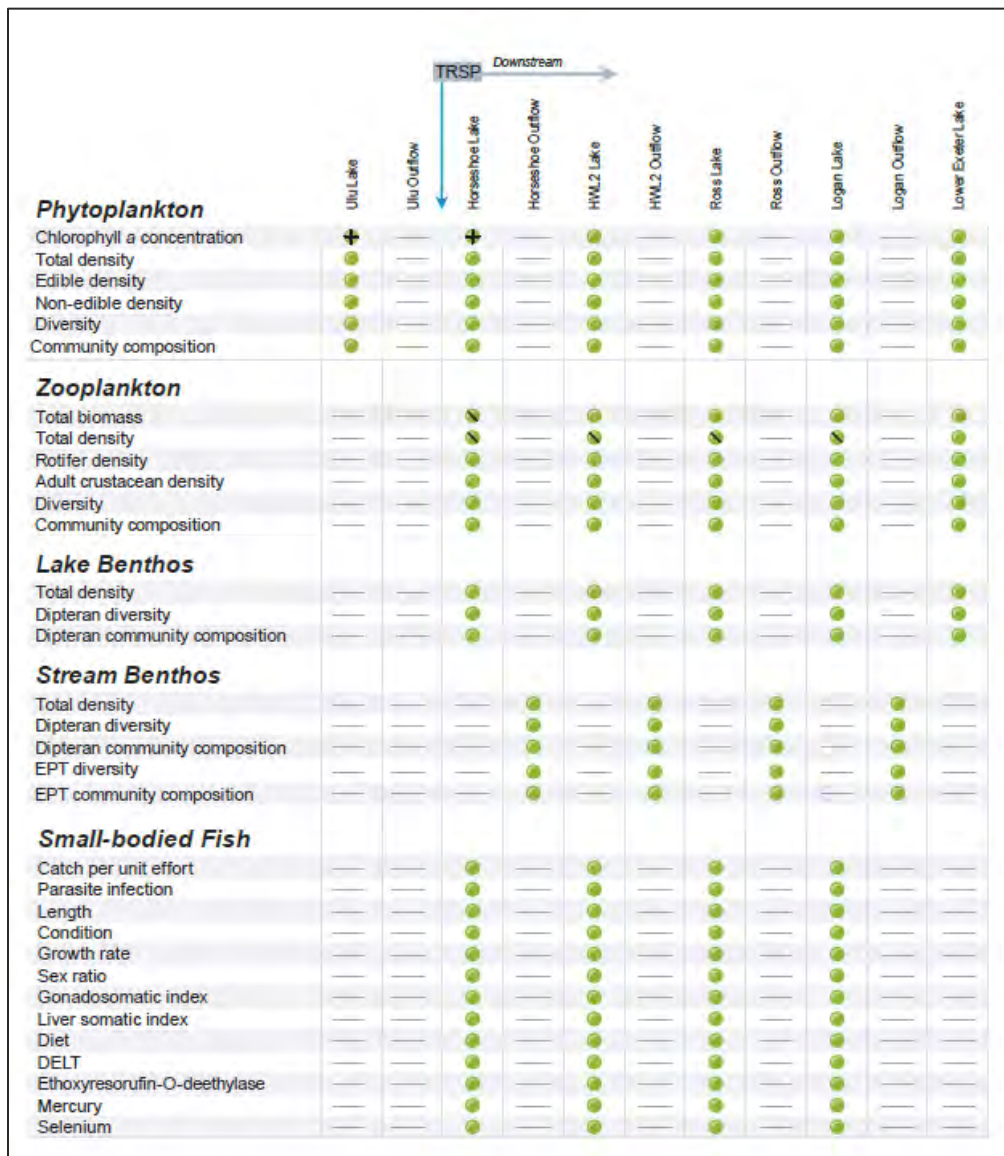 TRSP
Downstream
Ulu Lake
Ulu Outflow
Horseshoe Lake
Horseshoe Outflow
HWL2 Lake
HWL2 Outflow
Ross Lake
Ross Outflow
Logan Lake
Logan Outflow
Lower Exeter Lake
Phytoplankton
Chlorophyll a concentration
Total density
Edible density
Non-edible density
Diversity
Community composition
Zooplankton
Total biomass
Total density
Rotifer density
Adult crustacean density
Diversity
Community composition
Lake Benthos
Total density
Dipteran diversity
Dipteran community composition
Stream Benthos
Total density
Dipteran diversity
Dipteran community composition
EPT diversity
EPT community composition
Small-bodied Fish
Catch per unit effort
Parasite infection
Length
Condition
Growth rate
Sex ratio
Gonadosomatic index
Liver somatic index
Diet
DELT
Ethoxyresorufin-O-deethylase
Mercury
Selenium